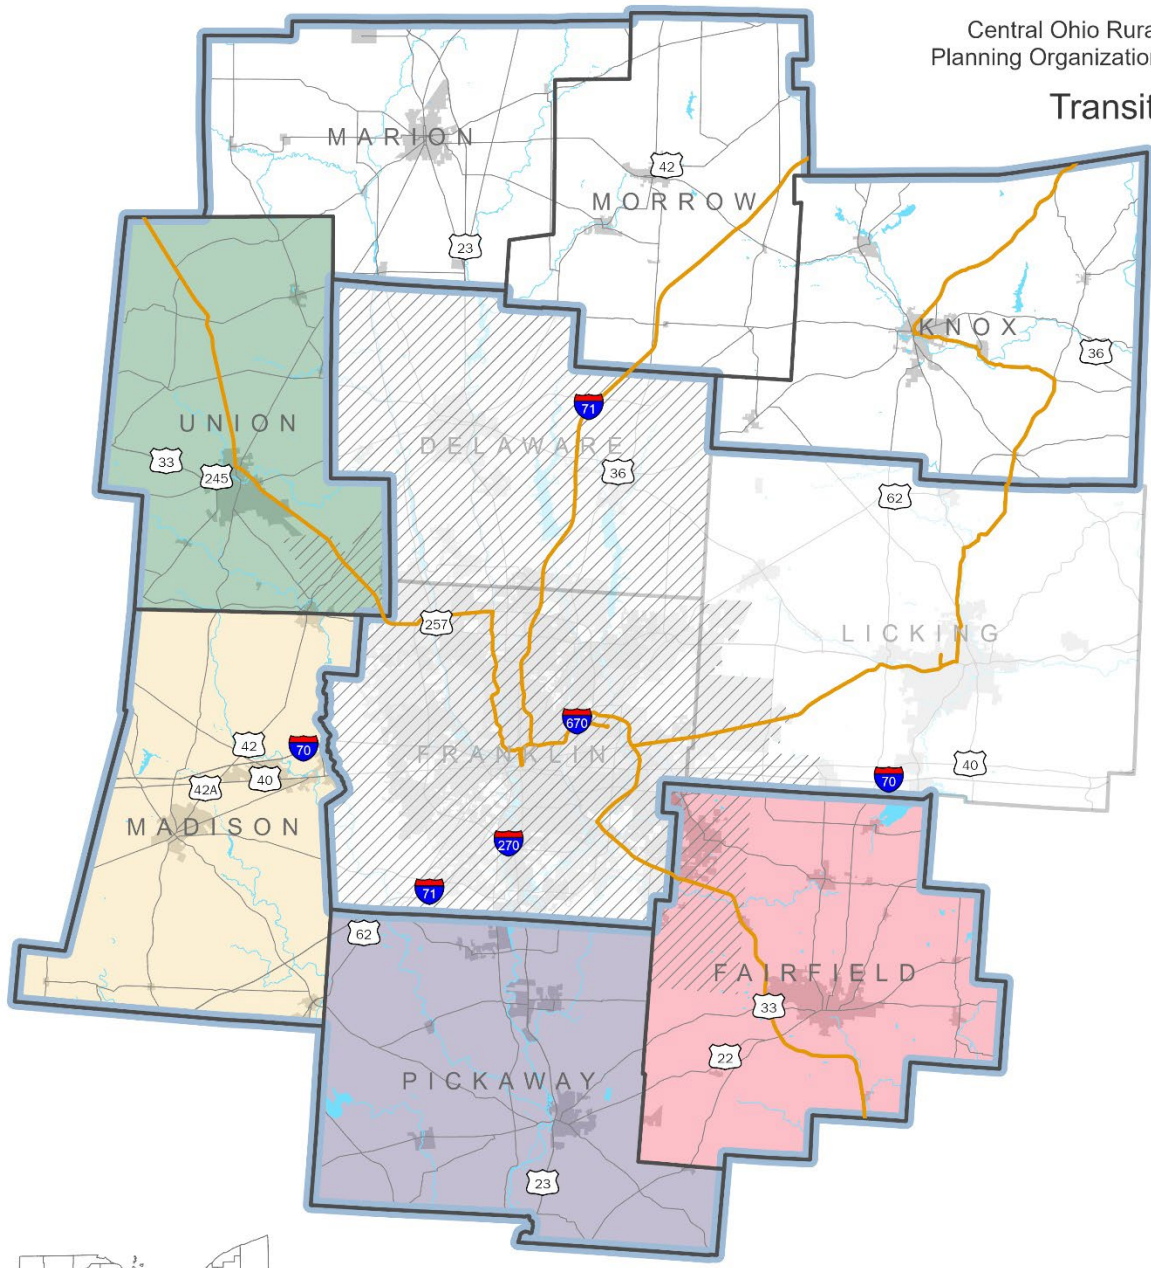 Central Ohio Rura
Planning Organization
Transit
MARION
42
MORROW
23
KNOX
36
71
UNION
DELAWARE
33
245
36
62
257
LICKING
670
42
70
FRANKLIN
40
40
42A
70
MADISON
270
71
62
FAIRFIELD
33
22
PICKAWAY
23